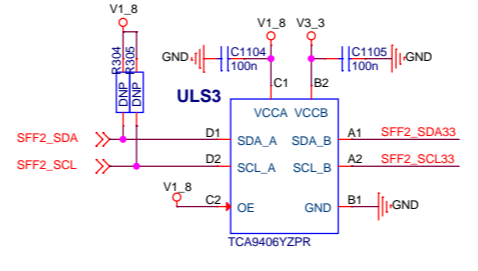 V1_8
V1_8
V3_3
R304
R305
GND
C1104
100n
C1105
100n
GND
DNP
DNP
ULS3
C1
B2
VCCA
VCCB
SFF2_SDA
D1
SDA_A
SDA_B
A1
SFF2_SDA33
SFF2_SCL
D2
SCL_A
SCL_B
A2
SFF2_SCL33
V1_8
C2
OE
GND
B1
GND
TCA9406YZPR